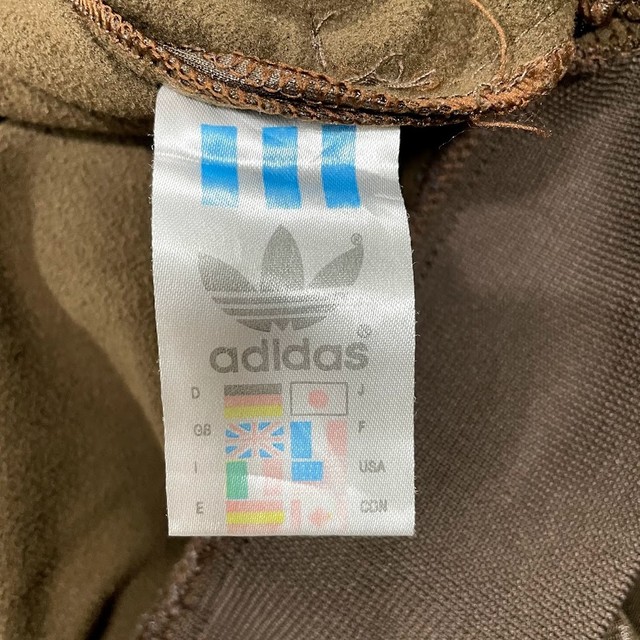 ®
adidas®
D J
GB F
I USA
E CDN